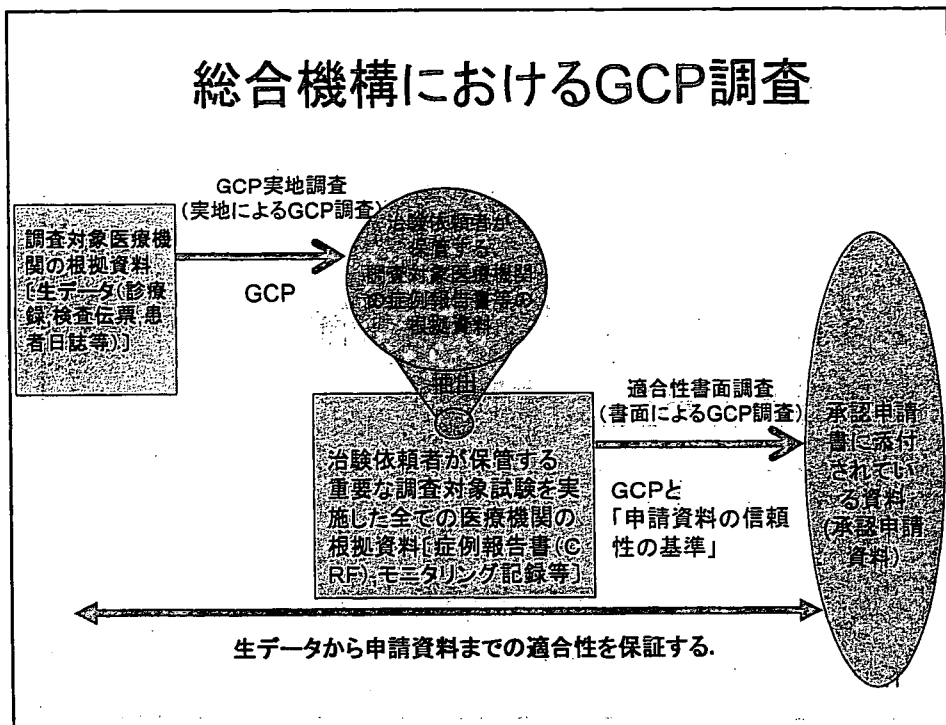 総合機構におけるGCP調査
GCP実地調査
(実地によるGCP調査)
GCP
調査対象医療機
関の根拠資料
[生データ(診療
録・検査伝票・患
者日誌等)]
治験依頼者が
保管する
調査対象医療機関
の症例報告書等の
根拠資料
抽出
治験依頼者が保管する
重要な調査対象試験を実
施した全ての医療機関の
根拠資料[症例報告書(C
RF)、モニタリング記録等]
適合性書面調査
(書面によるGCP調査)
GCPと
「申請資料の信頼
性の基準」
承認申請
書に添付
されてい
る資料
(承認申請
資料)
生データから申請資料までの適合性を保証する.